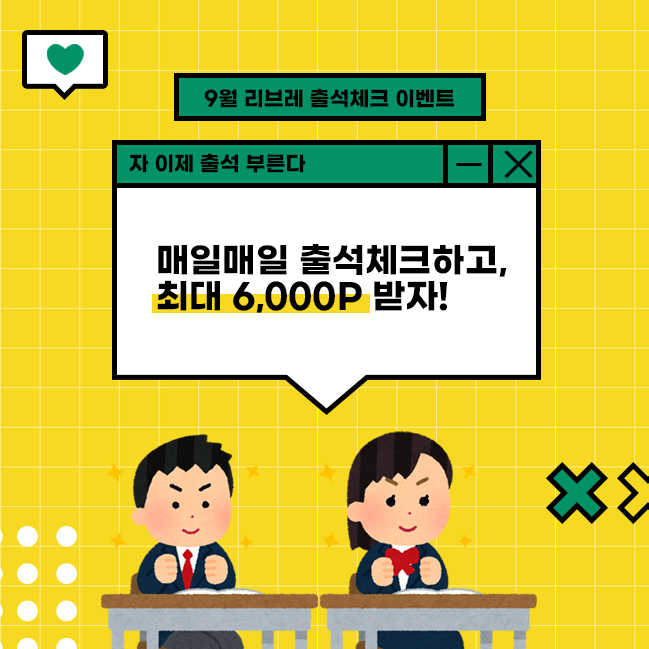 9월 리브레 출석체크 이벤트
자 이제 출석 부른다
매일매일 출석체크하고,
최대 6,000P 받자!